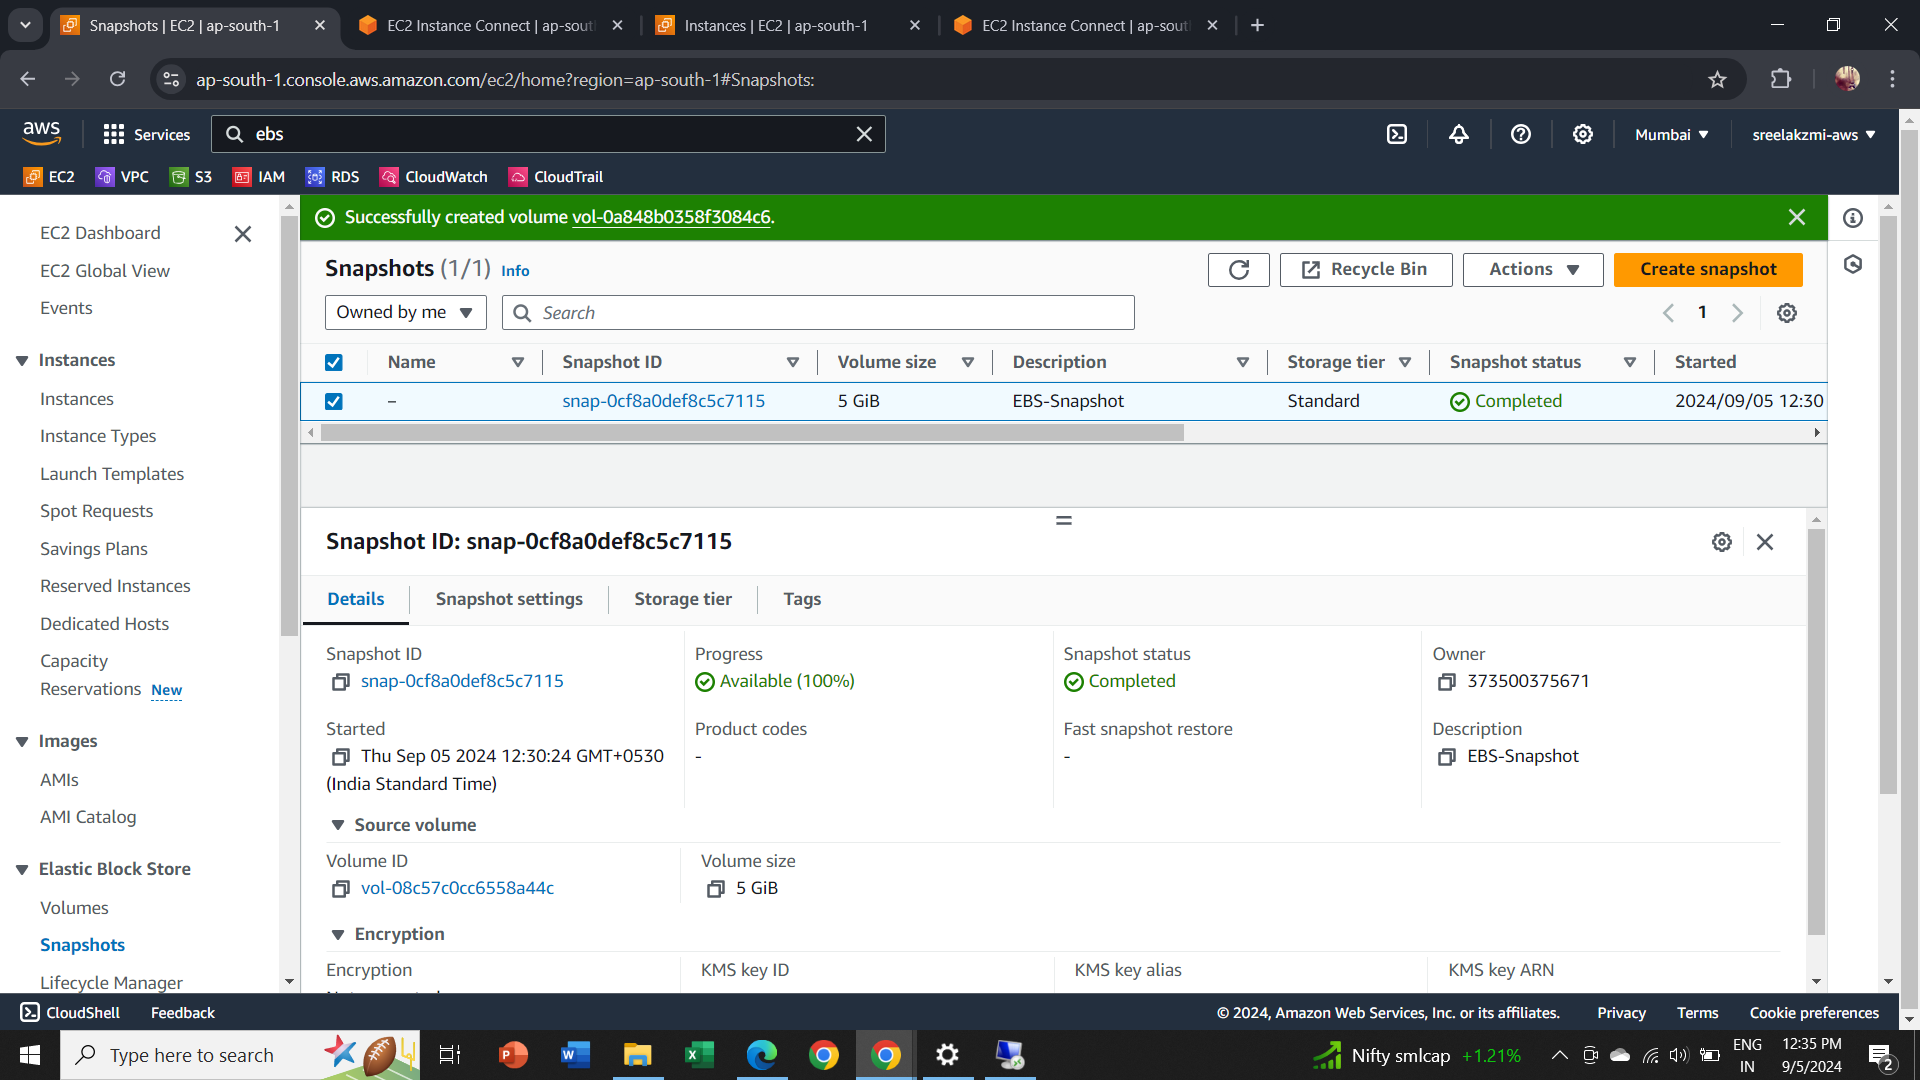 Snapshots | EC2 | ap-south-1
EC2 Instance Connect | ap-sout
Instances | EC2 | ap-south-1
EC2 Instance Connect | ap-sout
ap-south-1.console.aws.amazon.com/ec2/home?region=ap-south-1#Snapshots:
aws
Services
ebs
Mumbai
sreelakzmi-aws
EC2
VPC
S3
IAM
RDS
CloudWatch
CloudTrail
EC2 Dashboard
EC2 Global View
Events
Instances
Instances
Instance Types
Launch Templates
Spot Requests
Savings Plans
Reserved Instances
Dedicated Hosts
Capacity
Reservations New
Images
AMIs
AMI Catalog
Elastic Block Store
Volumes
Snapshots
Lifecycle Manager
Successfully created volume vol-0a848b0358f3084c6.
Snapshots (1/1) Info
Recycle Bin
Actions
Create snapshot
Owned by me
Search
1
Name
Snapshot ID
Volume size
Description
Storage tier
Snapshot status
Started
–
snap-0cf8a0def8c5c7115
5 GiB
EBS-Snapshot
Standard
Completed
2024/09/05 12:30
Snapshot ID: snap-0cf8a0def8c5c7115
Details
Snapshot settings
Storage tier
Tags
Snapshot ID
snap-0cf8a0def8c5c7115
Progress
Available (100%)
Snapshot status
Completed
Owner
373500375671
Started
Thu Sep 05 2024 12:30:24 GMT+0530
(India Standard Time)
Product codes
-
Fast snapshot restore
-
Description
EBS-Snapshot
Source volume
Volume ID
vol-08c57c0cc6558a44c
Volume size
5 GiB
Encryption
Encryption
KMS key ID
KMS key alias
KMS key ARN
CloudShell
Feedback
© 2024, Amazon Web Services, Inc. or its affiliates.
Privacy
Terms
Cookie preferences
Type here to search
Nifty smlcap +1.21%
ENG
IN
12:35 PM
9/5/2024
2